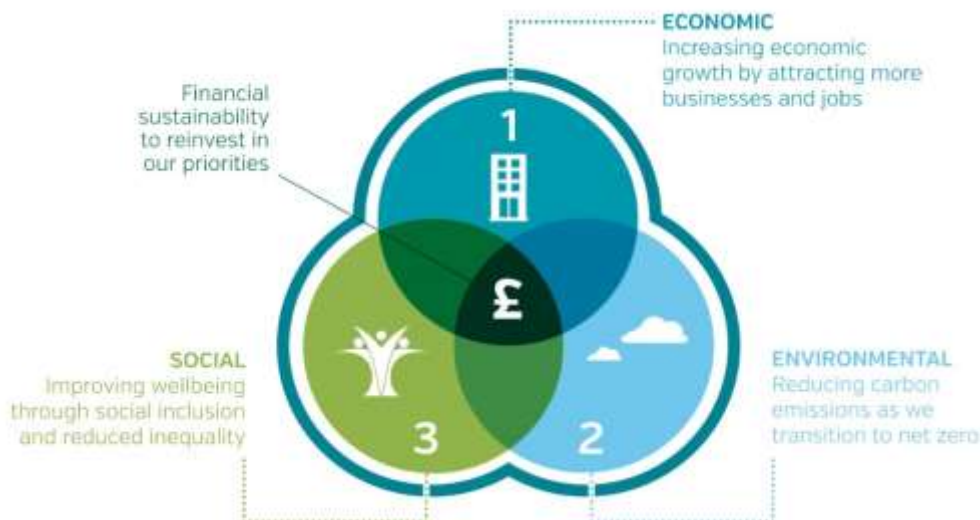 ECONOMIC
Increasing economic
growth by attracting more
businesses and jobs
Financial
sustainability
to reinvest in
our priorities
1
£
SOCIAL
Improving wellbeing
through social inclusion
and reduced inequality
3
2
ENVIRONMENTAL
Reducing carbon
emissions as we
transition to net zero